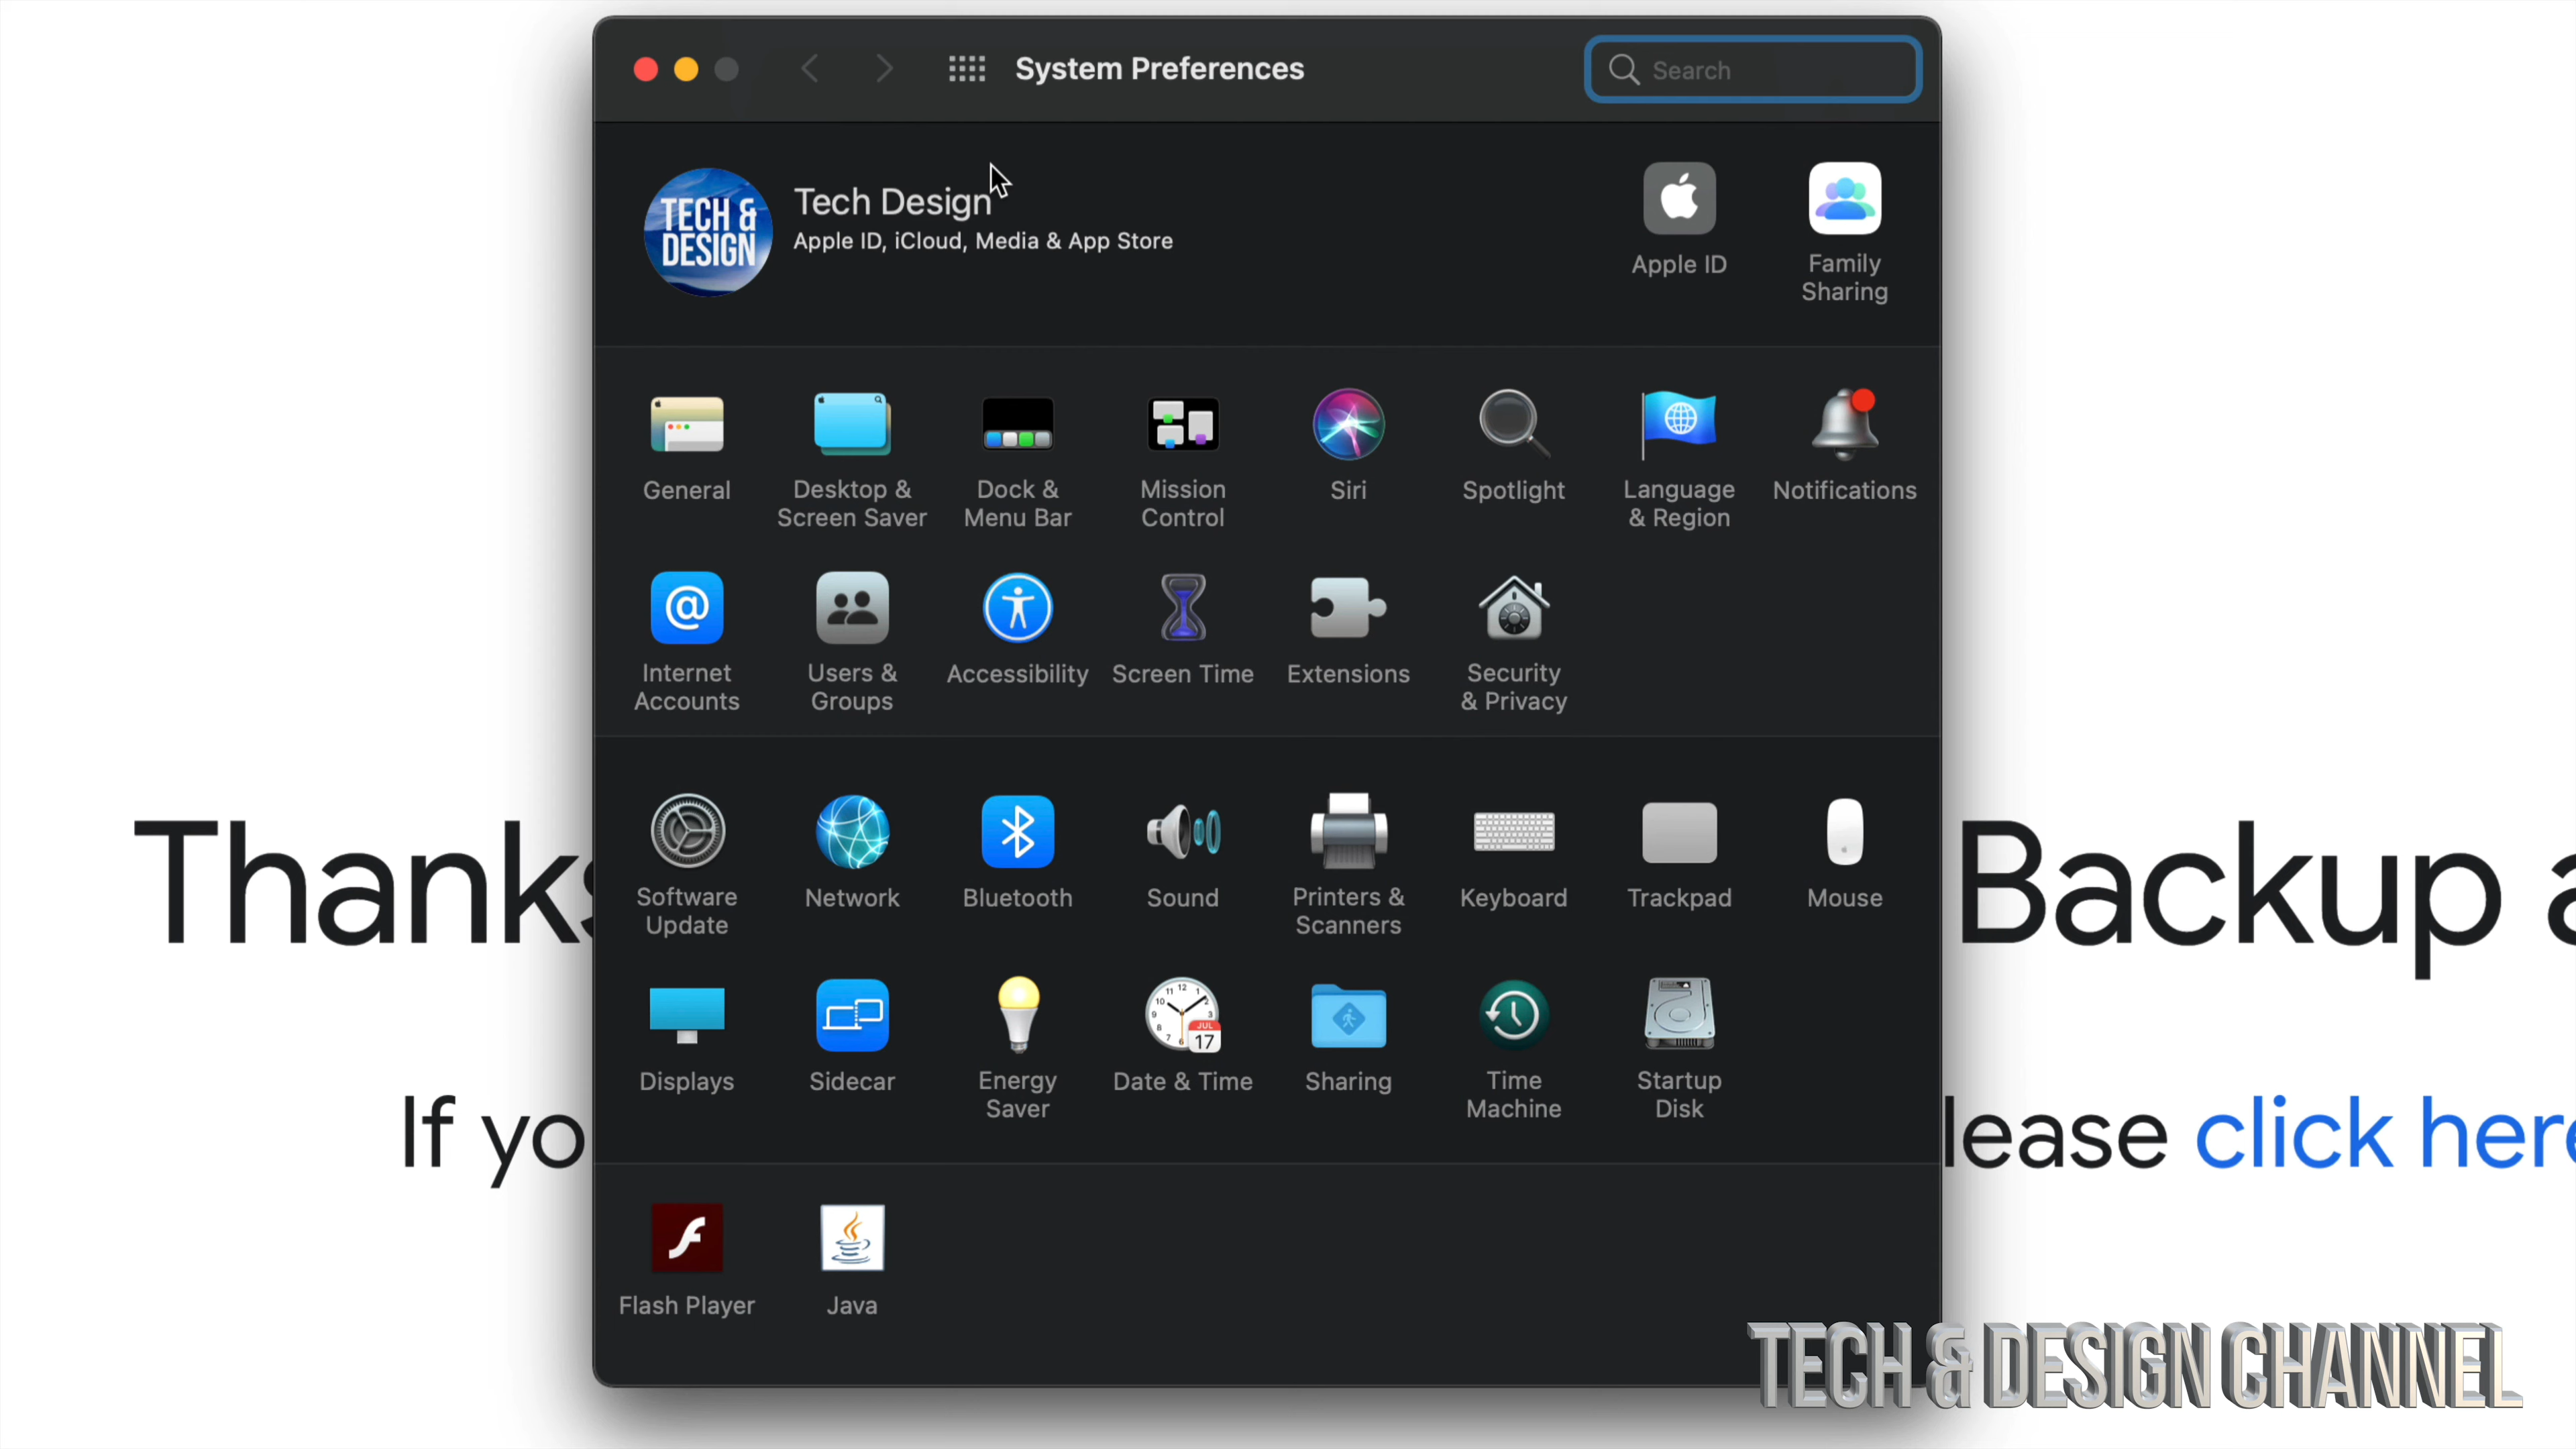 System Preferences
Search
TECH &
DESIGN
Tech Design
Apple ID, iCloud, Media & App Store
Apple ID
Family
Sharing
General
Desktop &
Screen Saver
Dock &
Menu Bar
Mission
Control
Siri
Spotlight
Language
& Region
Notifications
Internet
Accounts
Users &
Groups
Accessibility
Screen Time
Extensions
Security
& Privacy
Thanks
Backup a
Software
Update
Network
Bluetooth
Sound
Printers &
Scanners
Keyboard
Trackpad
Mouse
JUL
17
Displays
Sidecar
Energy
Saver
Date & Time
Sharing
Time
Machine
Startup
Disk
If yo
lease click here
Flash Player
Java
TECH & DESIGN CHANNEL